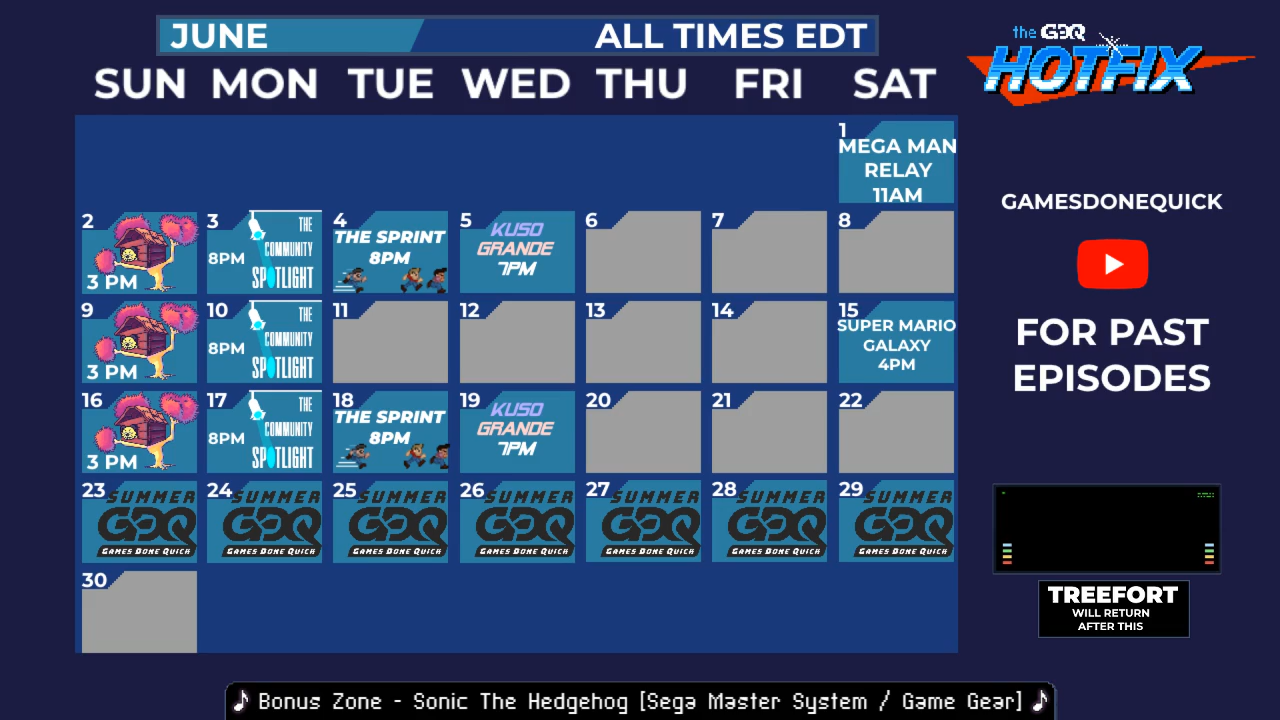 JUNE
ALL TIMES EDT
the GDQ
HOTFIX
SUN MON TUE WED THU FRI SAT
1
MEGA MAN
RELAY
11AM
2
3 PM
3
8PM
THE
COMMUNITY
SPOTLIGHT
4
THE SPRINT
8PM
5
KUSO
GRANDE
7PM
6
7
8
9
3 PM
10
8PM
THE
COMMUNITY
SPOTLIGHT
11
12
13
14
15
SUPER MARIO
GALAXY
4PM
16
3 PM
17
8PM
THE
COMMUNITY
SPOTLIGHT
18
THE SPRINT
8PM
19
KUSO
GRANDE
7PM
20
21
22
23
SUMMER
GDQ
GAMES DONE QUICK
24
SUMMER
GDQ
GAMES DONE QUICK
25
SUMMER
GDQ
GAMES DONE QUICK
26
SUMMER
GDQ
GAMES DONE QUICK
27
SUMMER
GDQ
GAMES DONE QUICK
28
SUMMER
GDQ
GAMES DONE QUICK
29
SUMMER
GDQ
GAMES DONE QUICK
30
GAMESDONEQUICK
FOR PAST
EPISODES
TREEFORT
WILL RETURN
AFTER THIS
♪ Bonus Zone - Sonic The Hedgehog [Sega Master System / Game Gear] ♪